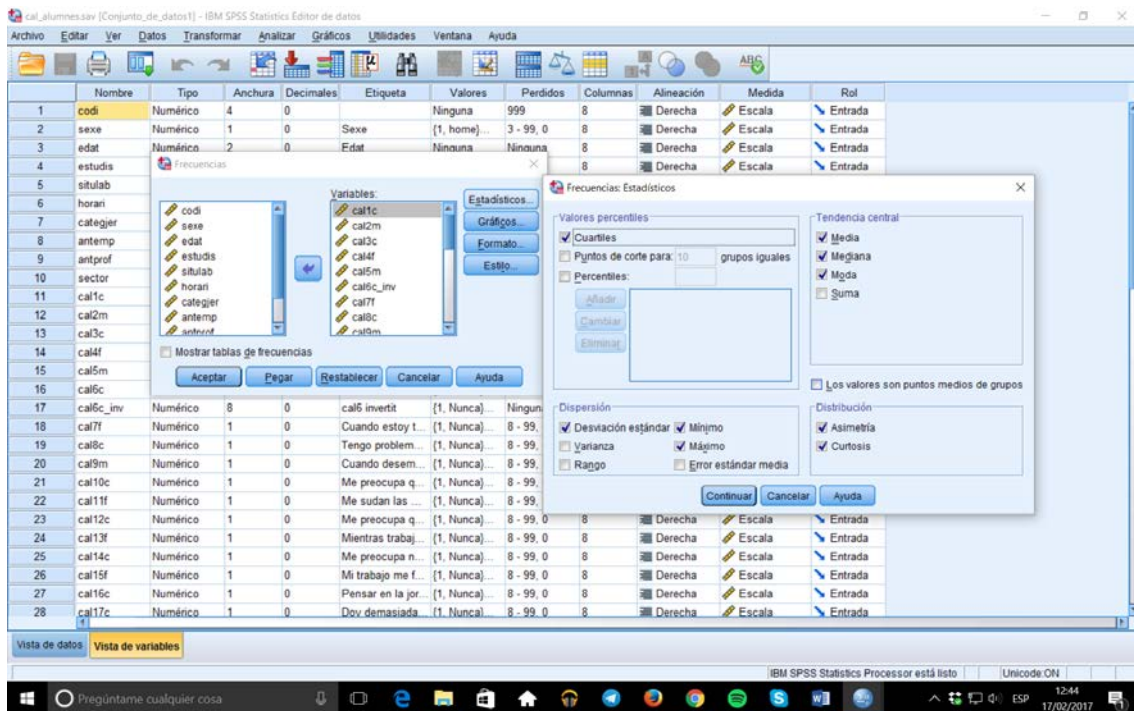 cal_alumnes.sav [Conjunto_de_datos1] - IBM SPSS Statistics Editor de datos
Archivo Editar Ver Datos Transformar Analizar Gráficos Utilidades Ventana Ayuda
Nombre Tipo Anchura Decimales Etiqueta Valores Perdidos Columnas Alineación Medida Rol
1 codi Numérico 4 0 Ninguna 999 8 Derecha Escala Entrada
2 sexe Numérico 1 0 Sexe {1, home}... 3 - 99, 0 8 Derecha Escala Entrada
3 edat Numérico 2 0 Edat Ninguna Ninguna 8 Derecha Escala Entrada
4 estudis 8 Derecha Escala Entrada
5 situlab
6 horari
7 categjer
8 antemp
9 antprof
10 sector
11 cal1c
12 cal2m
13 cal3c
14 cal4f
15 cal5m
16 cal6c
17 cal6c_inv Numérico 8 0 cal6 invertit {1, Nunca}... Ningun
18 cal7f Numérico 1 0 Cuando estoy t... {1, Nunca}... 8 - 99,
19 cal8c Numérico 1 0 Tengo problem... {1, Nunca}... 8 - 99,
20 cal9m Numérico 1 0 Cuando desem... {1, Nunca}... 8 - 99,
21 cal10c Numérico 1 0 Me preocupa q... {1, Nunca}... 8 - 99,
22 cal11f Numérico 1 0 Me sudan las ... {1, Nunca}... 8 - 99,
23 cal12c Numérico 1 0 Me preocupa q... {1, Nunca}... 8 - 99, 0 8 Derecha Escala Entrada
24 cal13f Numérico 1 0 Mientras trabaj... {1, Nunca}... 8 - 99, 0 8 Derecha Escala Entrada
25 cal14c Numérico 1 0 Me preocupa n... {1, Nunca}... 8 - 99, 0 8 Derecha Escala Entrada
26 cal15f Numérico 1 0 Mi trabajo me f... {1, Nunca}... 8 - 99, 0 8 Derecha Escala Entrada
27 cal16c Numérico 1 0 Pensar en la jor... {1, Nunca}... 8 - 99, 0 8 Derecha Escala Entrada
28 cal17c Numérico 1 0 Doy demasiada... {1, Nunca}... 8 - 99, 0 8 Derecha Escala Entrada
Frecuencias
Variables:
codi
sexe
edat
estudis
situlab
horari
categjer
antemp
antprof
cal1c
cal2m
cal3c
cal4f
cal5m
cal6c_inv
cal7f
cal8c
cal9m
Estadísticos...
Gráficos...
Formato...
Estilo...
Mostrar tablas de frecuencias
Aceptar Pegar Restablecer Cancelar Ayuda
Frecuencias: Estadísticos
Valores percentiles
Cuartiles
Puntos de corte para: 10 grupos iguales
Percentiles:
Añadir
Cambiar
Eliminar
Tendencia central
Media
Mediana
Moda
Suma
Los valores son puntos medios de grupos
Dispersión
Desviación estándar Mínimo
Varianza Máximo
Rango Error estándar media
Distribución
Asimetría
Curtosis
Continuar Cancelar Ayuda
Vista de datos Vista de variables
IBM SPSS Statistics Processor está listo Unicode:ON
Pregúntame cualquier cosa
ESP
12:44
17/02/2017